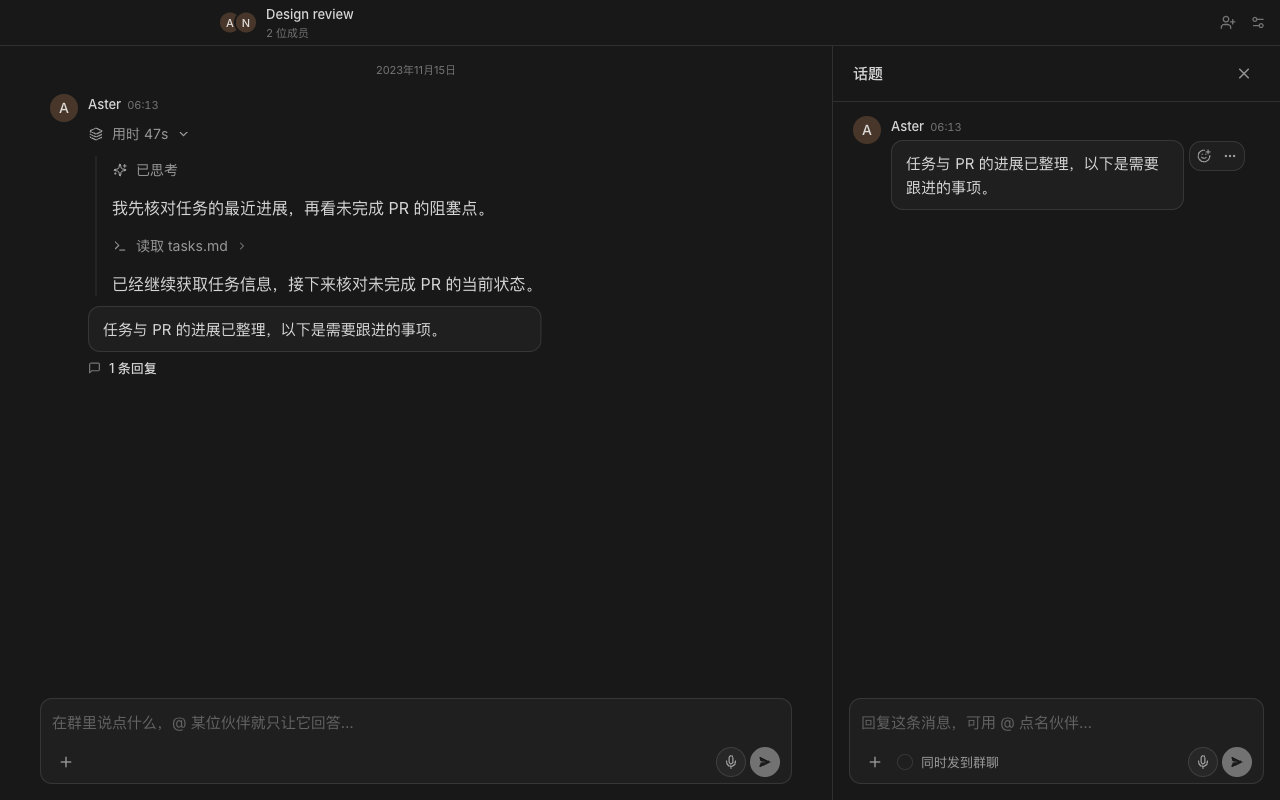 A N Design review
2 位成员
2023年11月15日
A Aster 06:13
用时 47s
已思考
我先核对任务的最近进展，再看未完成 PR 的阻塞点。
读取 tasks.md
已经继续获取任务信息，接下来核对未完成 PR 的当前状态。
任务与 PR 的进展已整理，以下是需要跟进的事项。
1 条回复
在群里说点什么，@ 某位伙伴就只让它回答...
话题
A Aster 06:13
任务与 PR 的进展已整理，以下是需要
跟进的事项。
回复这条消息，可用 @ 点名伙伴...
同时发到群聊